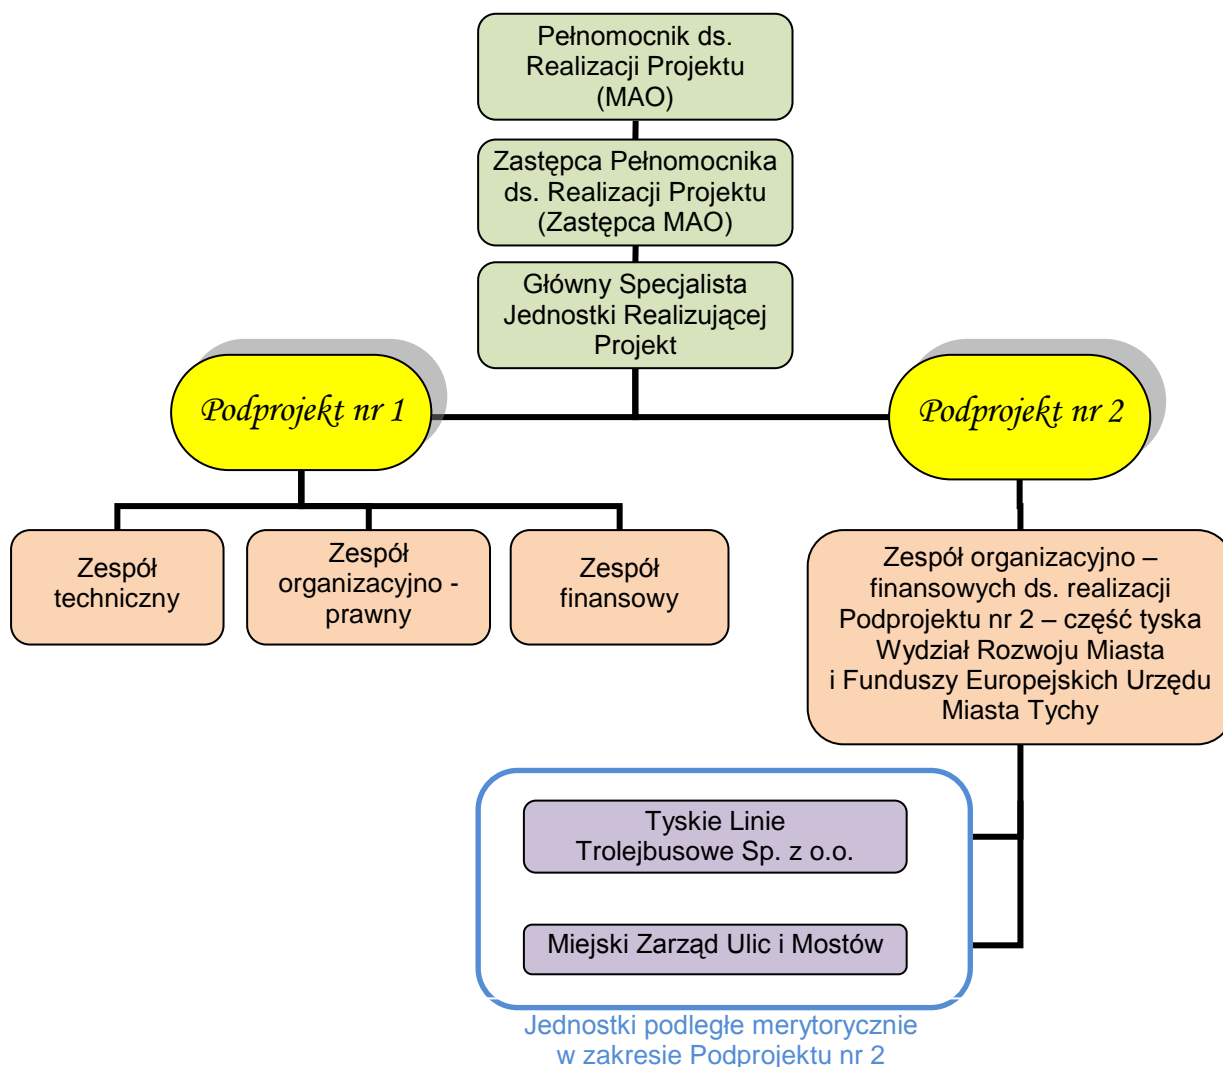 Pełnomocnik ds.
Realizacji Projektu
(MAO)
Zastępca Pełnomocnika
ds. Realizacji Projektu
(Zastępca MAO)
Główny Specjalista
Jednostki Realizującej
Projekt
Podprojekt nr 1
Podprojekt nr 2
Zespół
techniczny
Zespół
organizacyjno -
prawny
Zespół
finansowy
Zespół organizacyjno –
finansowych ds. realizacji
Podprojektu nr 2 – część tyska
Wydział Rozwoju Miasta
i Funduszy Europejskich Urzędu
Miasta Tychy
Tyskie Linie
Trolejbusowe Sp. z o.o.
Miejski Zarząd Ulic i Mostów
Jednostki podległe merytorycznie
w zakresie Podprojektu nr 2